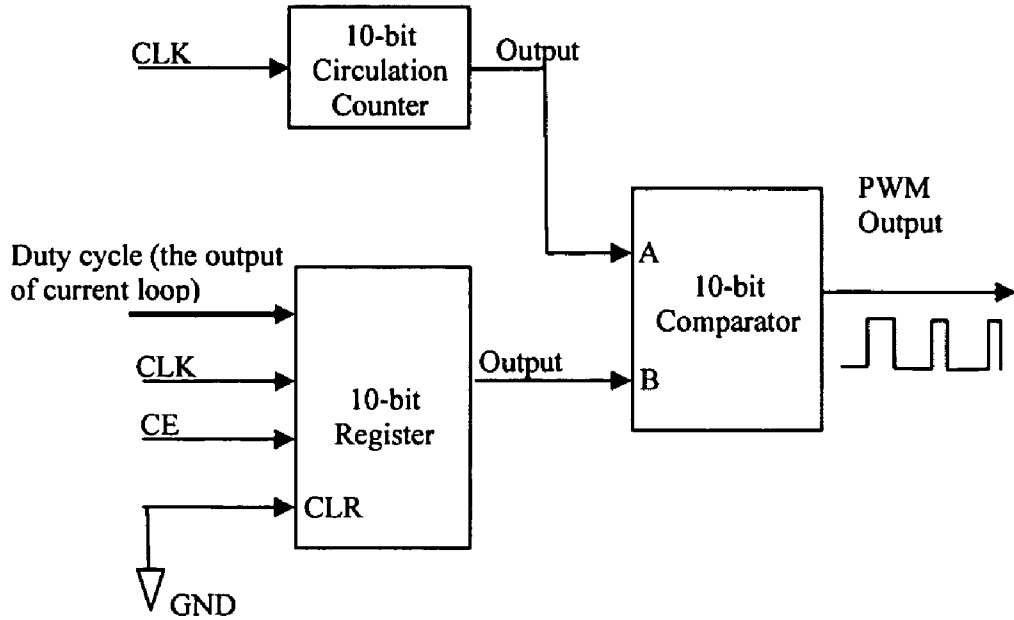 CLK
10-bit
Circulation
Counter
Output
PWM
Output
Duty cycle (the output
of current loop)
A
10-bit
Comparator
CLK
Output
B
CE
10-bit
Register
CLR
GND